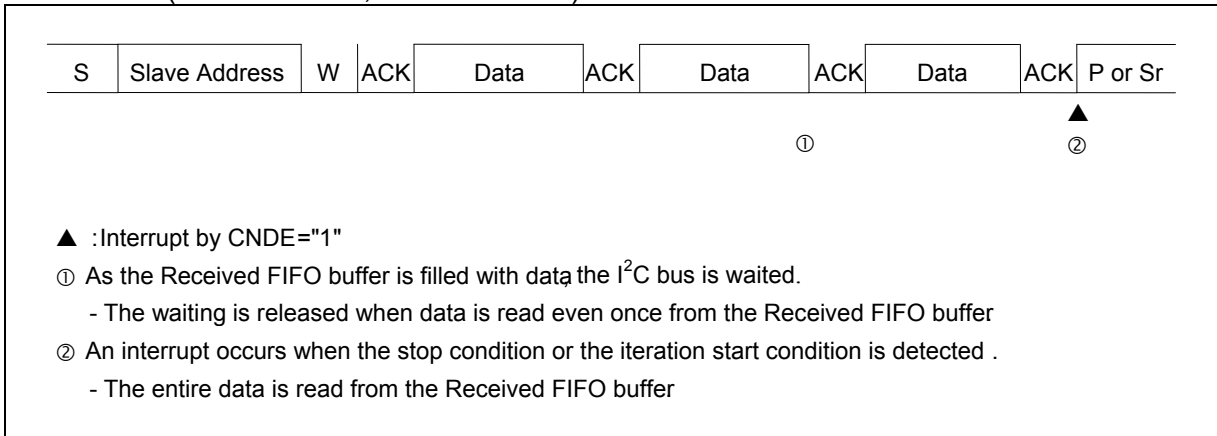 S Slave Address W ACK Data ACK Data ACK Data ACK P or Sr
▲
① ②
▲ :Interrupt by CNDE="1"
① As the Received FIFO buffer is filled with data, the I²C bus is waited.
- The waiting is released when data is read even once from the Received FIFO buffer
② An interrupt occurs when the stop condition or the iteration start condition is detected .
- The entire data is read from the Received FIFO buffer